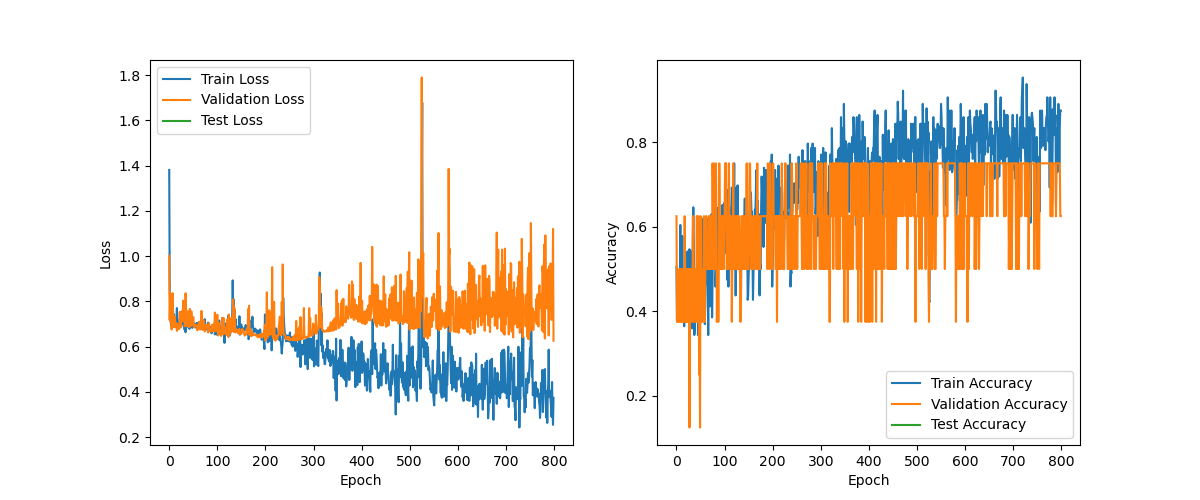 Train Loss
Validation Loss
Test Loss
1.8
1.6
1.4
1.2
1.0
0.8
0.6
0.4
0.2
Loss
0 100 200 300 400 500 600 700 800
Epoch
0.8
0.6
0.4
0.2
Accuracy
Train Accuracy
Validation Accuracy
Test Accuracy
0 100 200 300 400 500 600 700 800
Epoch